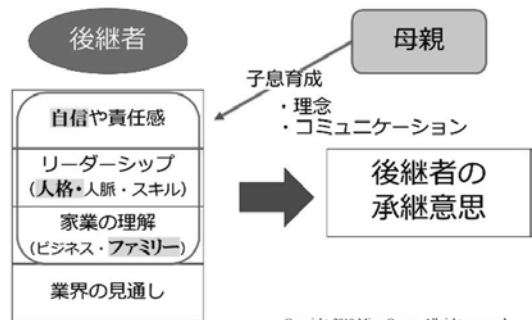 後継者
母親
子息育成
・理念
・コミュニケーション
自信や責任感
リーダーシップ
(人格・人脈・スキル)
家業の理解
(ビジネス・ファミリー)
業界の見通し
後継者の
承継意思